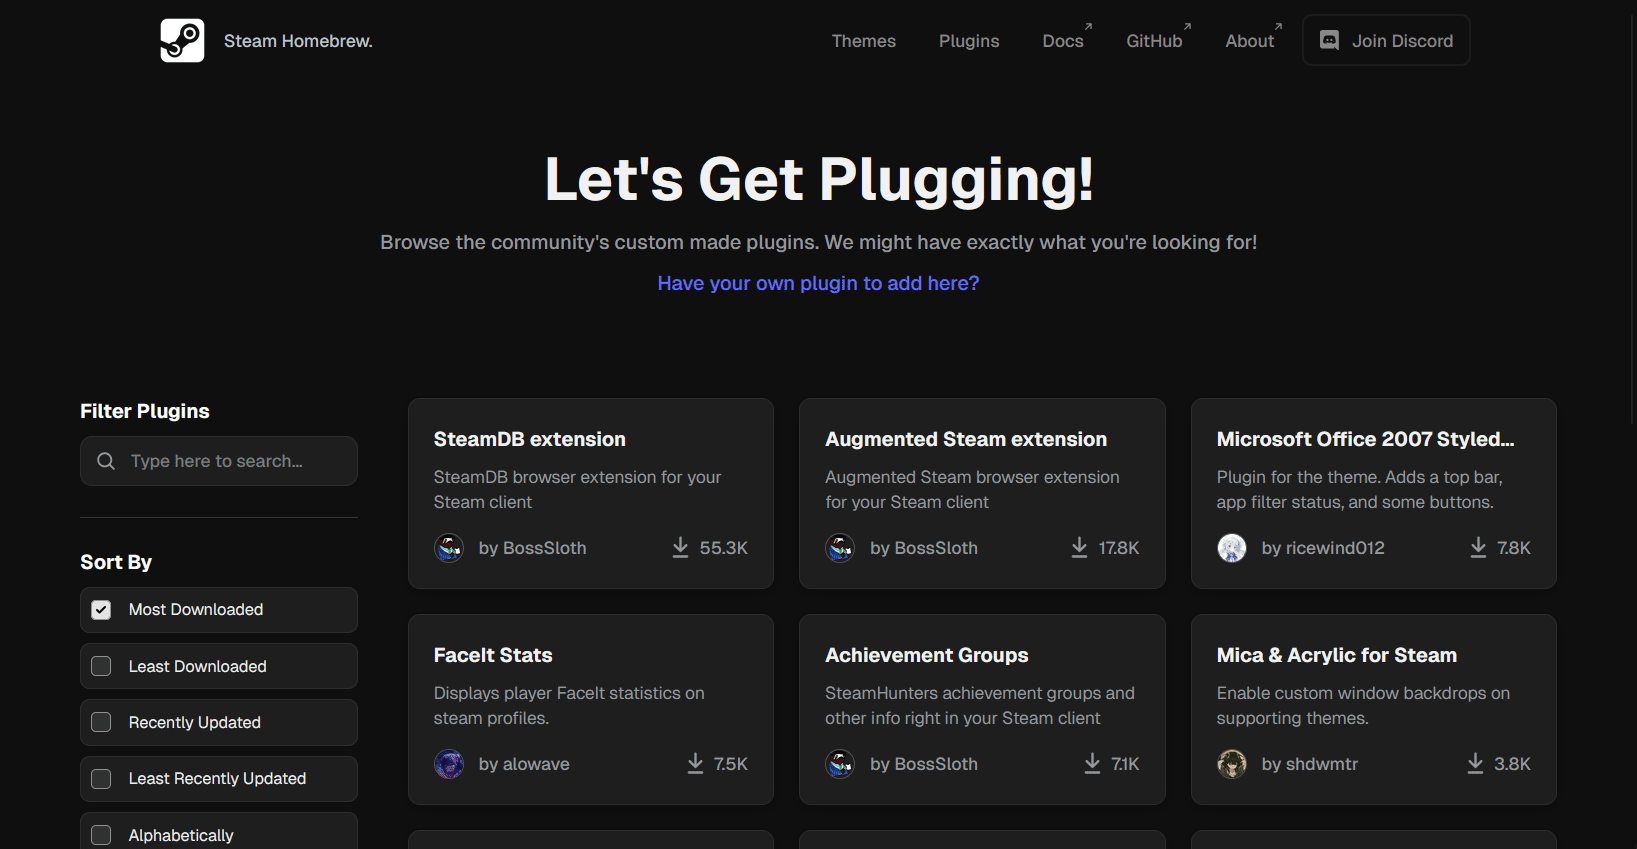 Steam Homebrew.
Themes
Plugins
Docs
GitHub
About
Join Discord
Let's Get Plugging!
Browse the community's custom made plugins. We might have exactly what you're looking for!
Have your own plugin to add here?
Filter Plugins
Type here to search...
Sort By
Most Downloaded
Least Downloaded
Recently Updated
Least Recently Updated
Alphabetically
SteamDB extension
SteamDB browser extension for your
Steam client
by BossSloth
55.3K
Augmented Steam extension
Augmented Steam browser extension
for your Steam client
by BossSloth
17.8K
Microsoft Office 2007 Styled...
Plugin for the theme. Adds a top bar,
app filter status, and some buttons.
by ricewind012
7.8K
FaceIt Stats
Displays player FaceIt statistics on
steam profiles.
by alowave
7.5K
Achievement Groups
SteamHunters achievement groups and
other info right in your Steam client
by BossSloth
7.1K
Mica & Acrylic for Steam
Enable custom window backdrops on
supporting themes.
by shdwmtr
3.8K